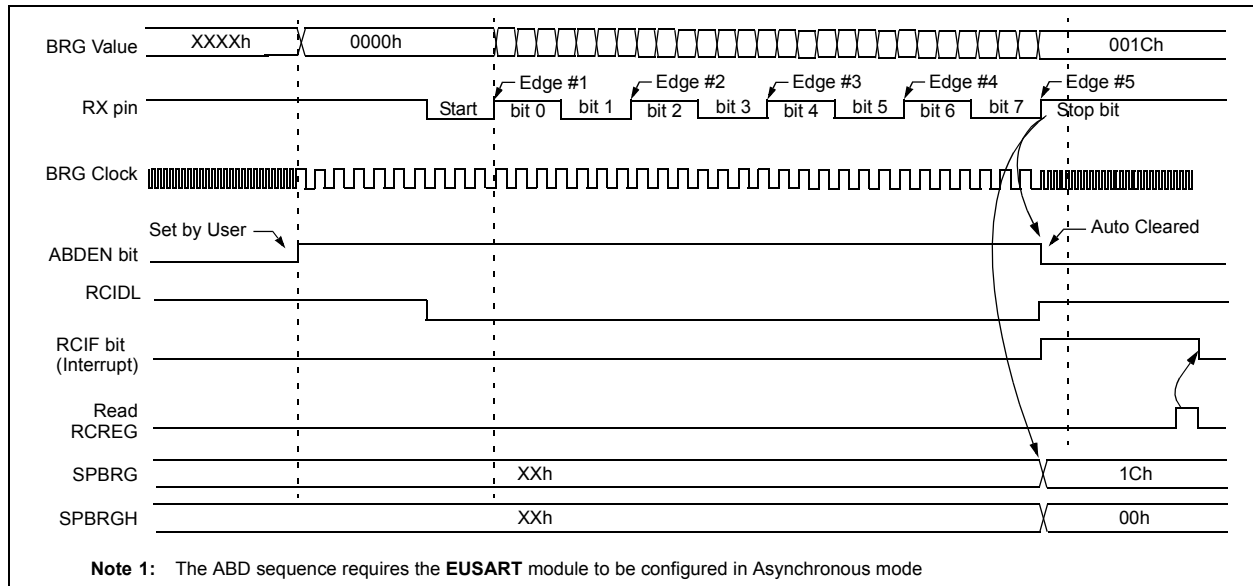 BRG Value XXXXh 0000h 001Ch
Edge #1 Edge #2 Edge #3 Edge #4 Edge #5
RX pin Start bit 0 bit 1 bit 2 bit 3 bit 4 bit 5 bit 6 bit 7 Stop bit
BRG Clock
Set by User Auto Cleared
ABDEN bit
RCIDL
RCIF bit
(Interrupt)
Read
RCREG
SPBRG XXh 1Ch
SPBRGH XXh 00h
Note 1: The ABD sequence requires the EUSART module to be configured in Asynchronous mode